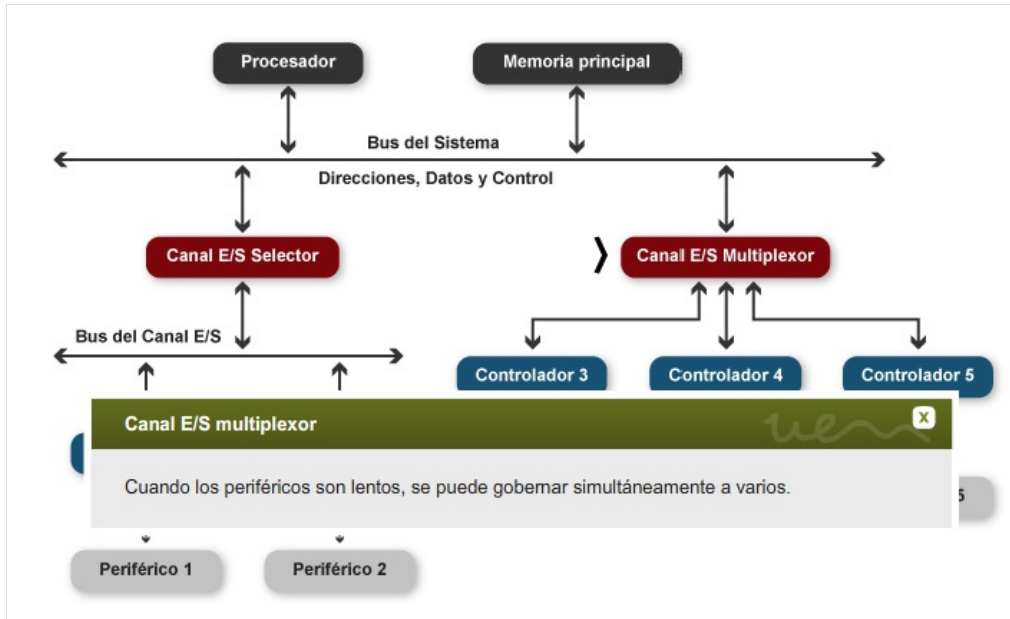 Procesador
Memoria principal
Bus del Sistema
Direcciones, Datos y Control
Canal E/S Selector
Canal E/S Multiplexor
Bus del Canal E/S
Controlador 3
Controlador 4
Controlador 5
Canal E/S multiplexor
uem
X
Cuando los periféricos son lentos, se puede gobernar simultáneamente a varios.
5
Periférico 1
Periférico 2